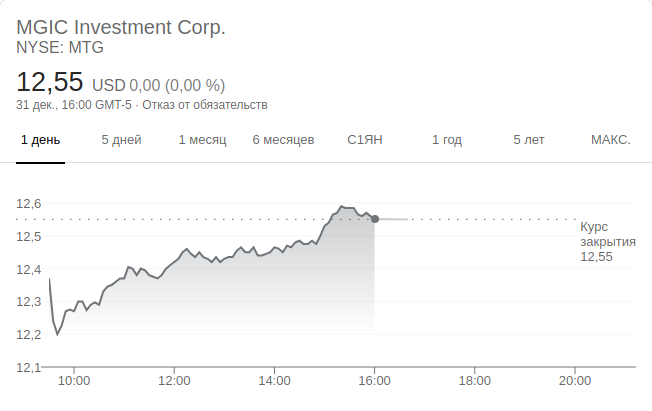 MGIC Investment Corp.
NYSE: MTG
12,55 USD 0,00 (0,00 %)
31 дек., 16:00 GMT-5 · Отказ от обязательств
1 день 5 дней 1 месяц 6 месяцев С1ЯН 1 год 5 лет МАКС.
12,6
12,5
12,4
12,3
12,2
12,1
Курс
закрытия
12,55
10:00 12:00 14:00 16:00 18:00 20:00